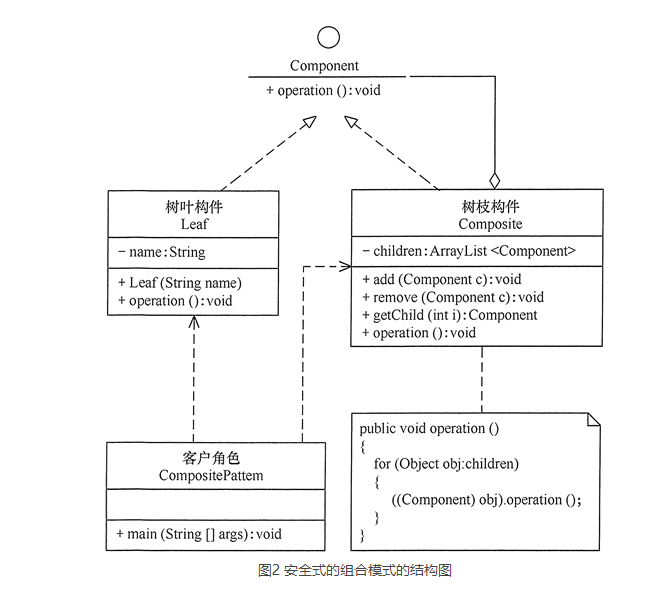 Component
+ operation ():void
树叶构件
Leaf
− name:String
+ Leaf (String name)
+ operation ():void
树枝构件
Composite
− children:ArrayList <Component>
+ add (Component c):void
+ remove (Component c):void
+ getChild (int i):Component
+ operation ():void
客户角色
CompositePattem
+ main (String [] args):void
public void operation ()
{
for (Object obj:children)
{
((Component) obj).operation ();
}
}
图2 安全式的组合模式的结构图